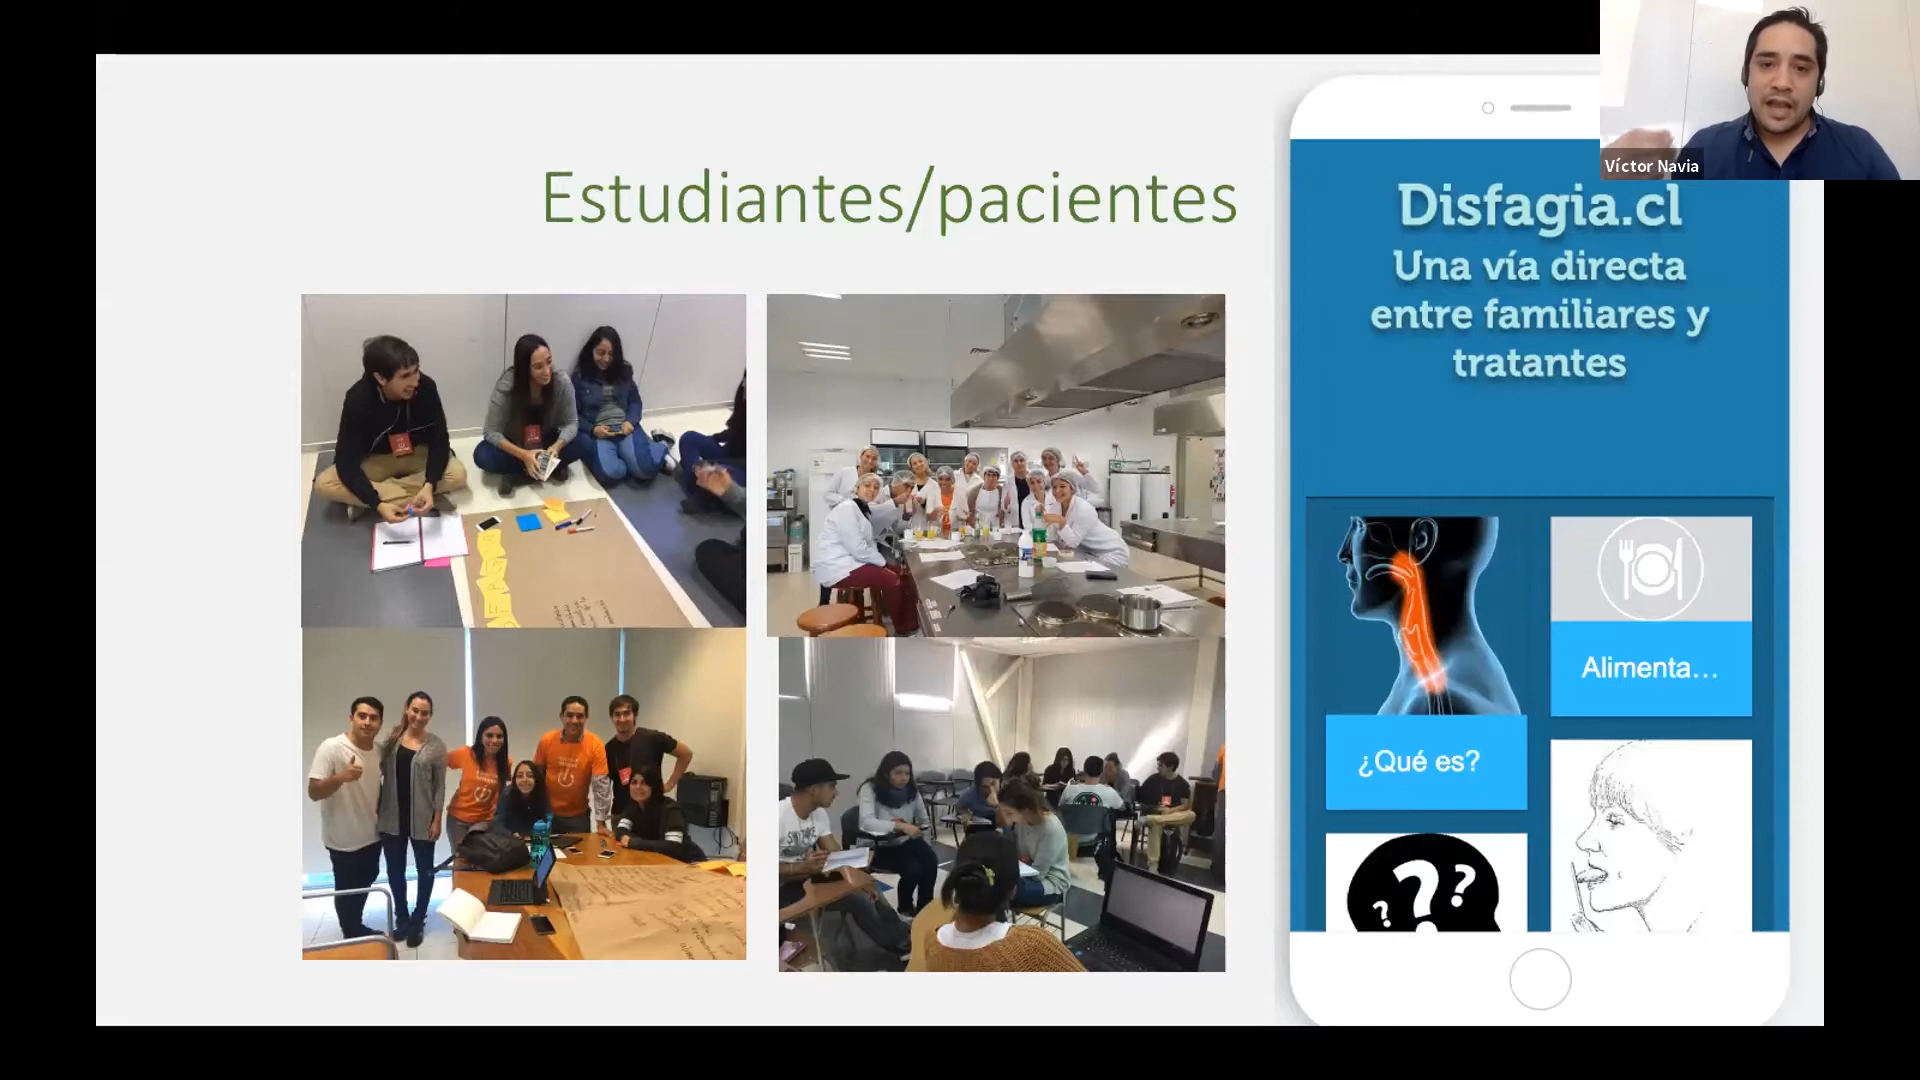 Víctor Navia
Estudiantes/pacientes
Disfagia.cl
Una vía directa
entre familiares y
tratantes
Alimenta...
¿Qué es?
? ? ?